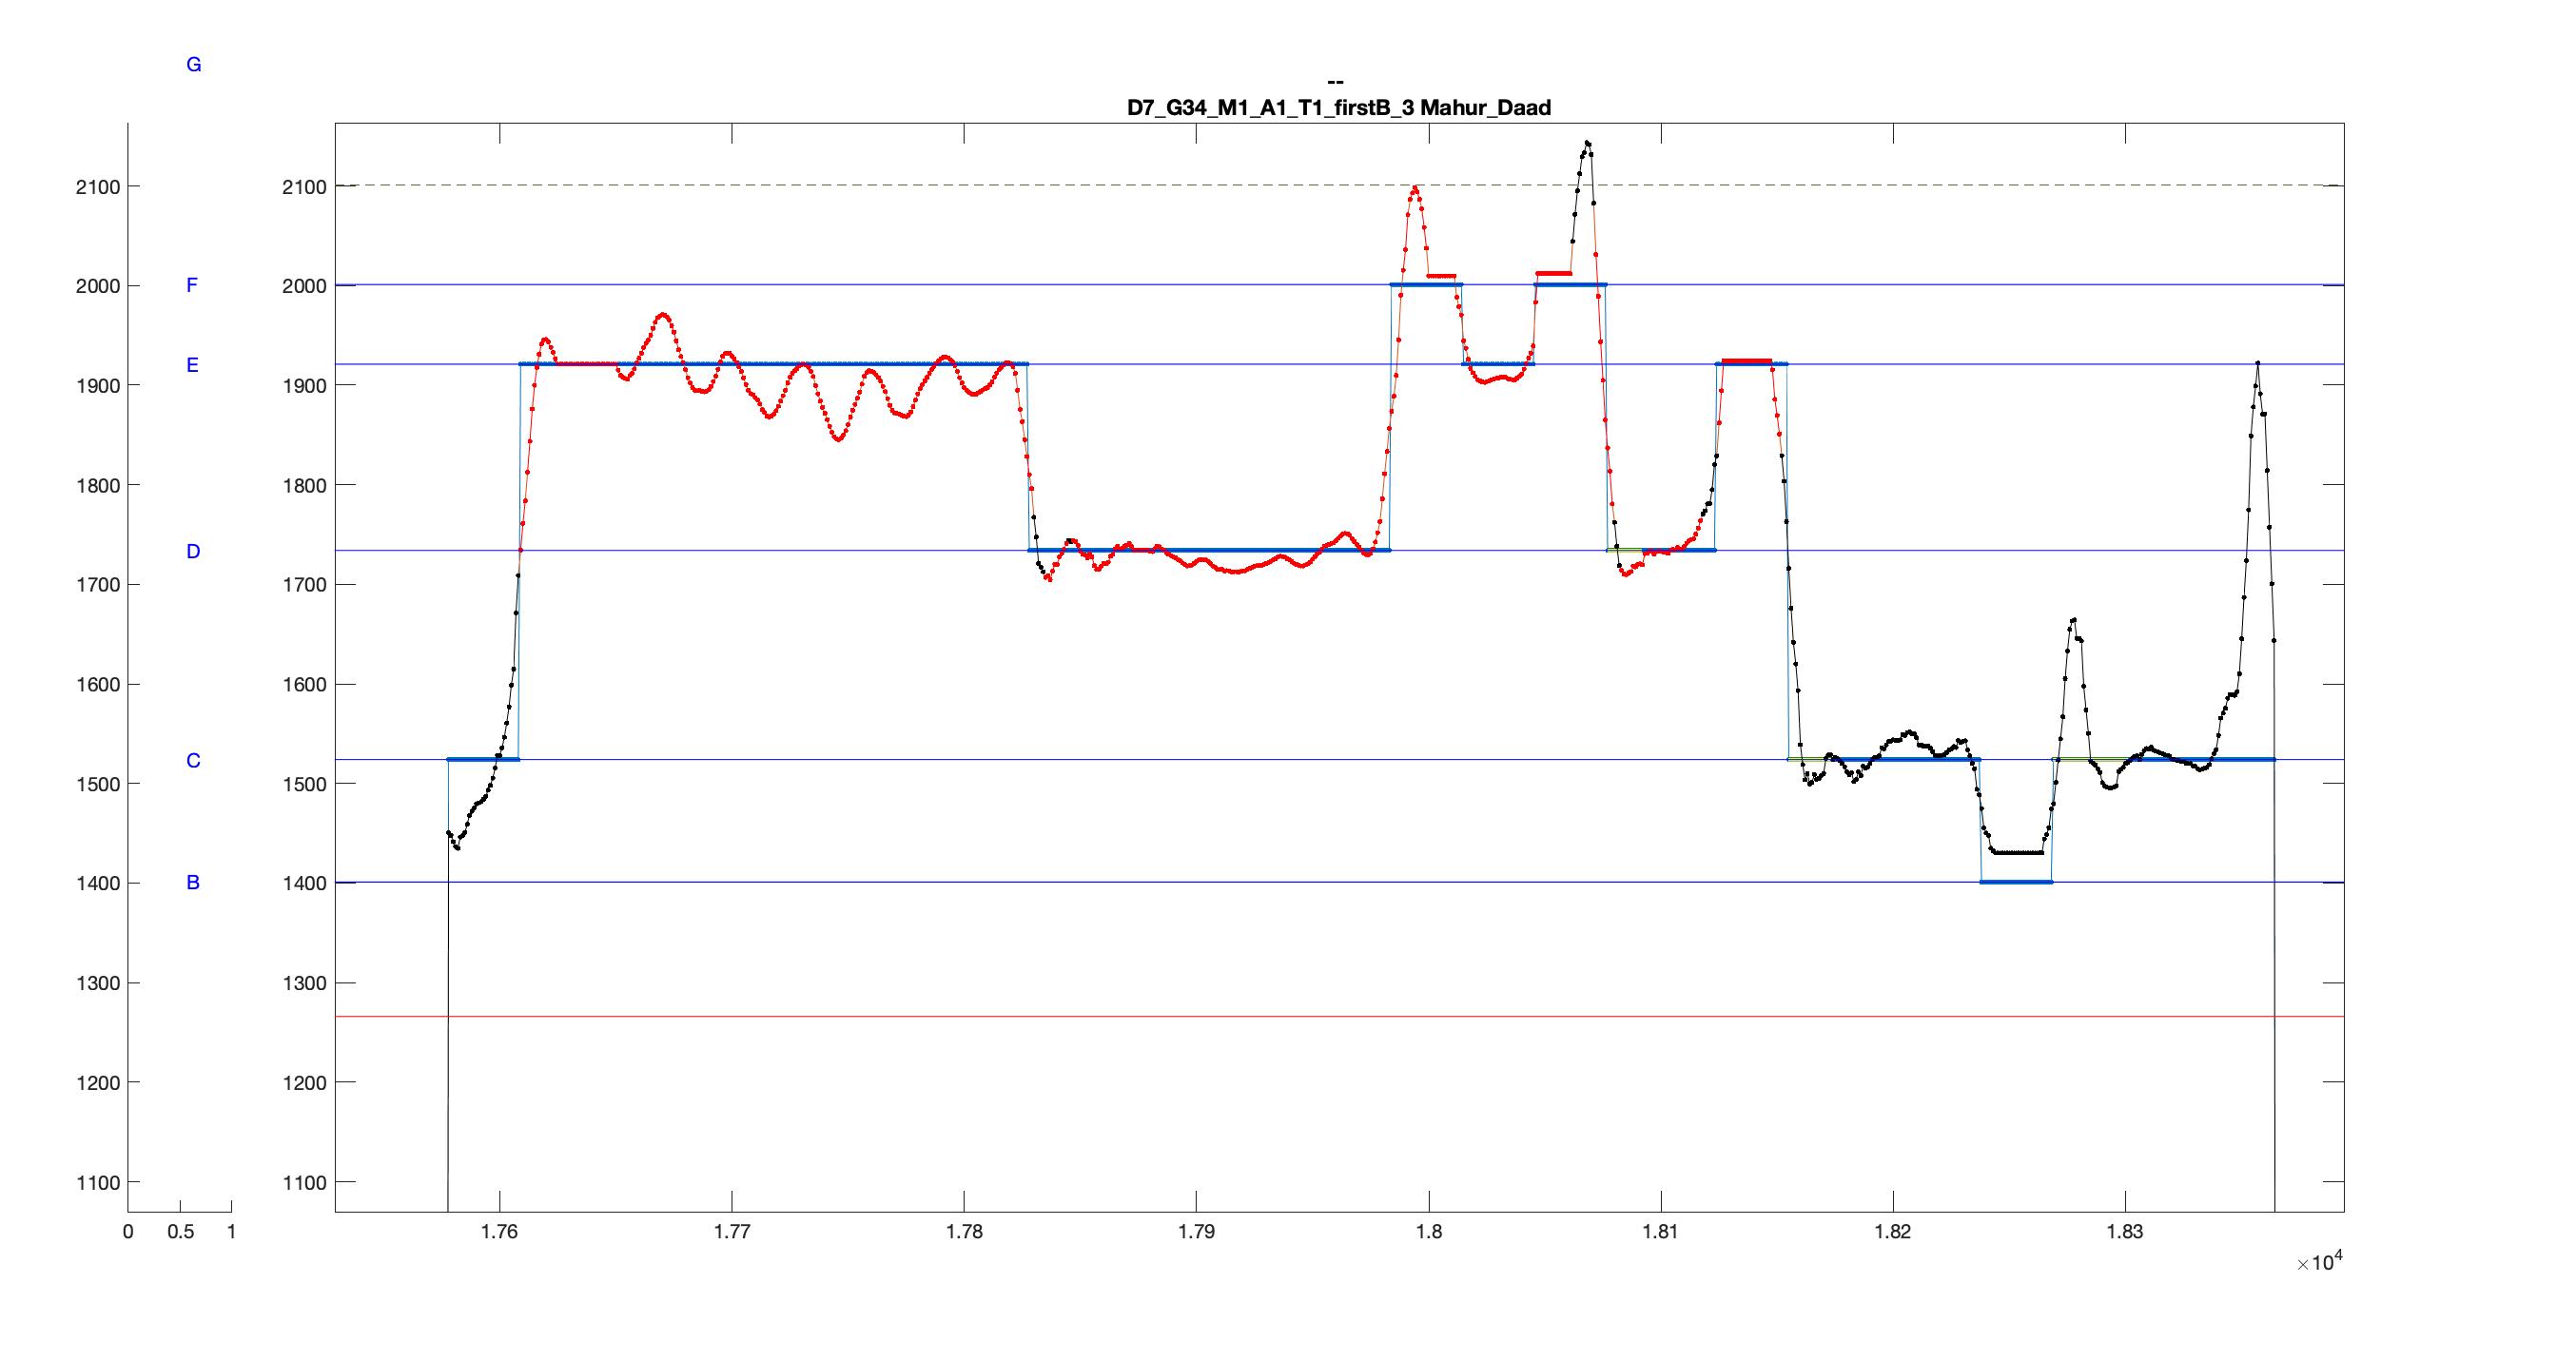 G
--
D7_G34_M1_A1_T1_firstB_3 Mahur_Daad
2100 2100
2000 F 2000
E
1900 1900
1800 1800
D
1700 1700
1600 1600
C
1500 1500
1400 B 1400
1300 1300
1200 1200
1100 1100
0 0.5 1 1.76 1.77 1.78 1.79 1.8 1.81 1.82 1.83
×10⁴